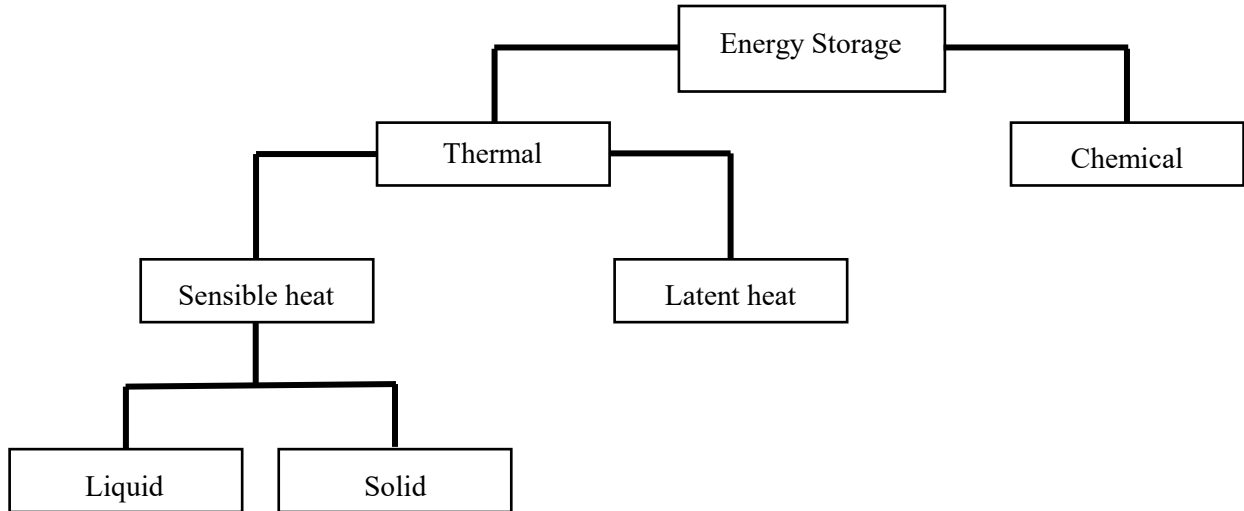 Energy Storage
Thermal
Chemical
Sensible heat
Latent heat
Liquid
Solid